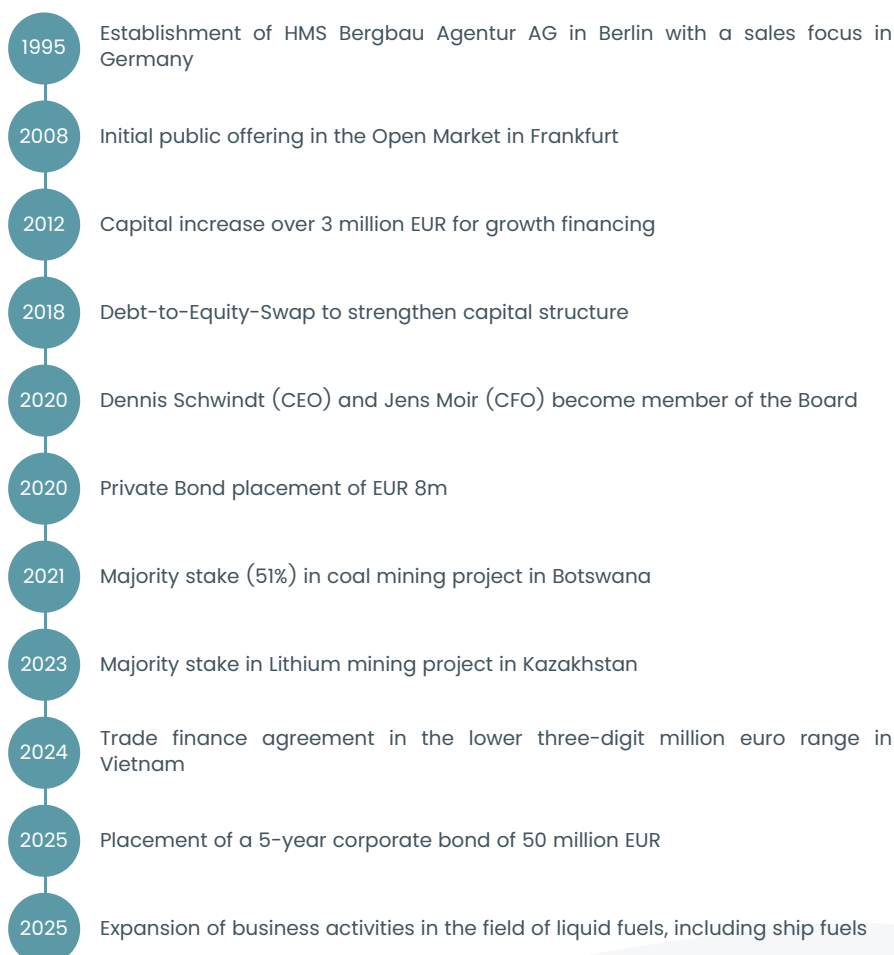 1995
Establishment of HMS Bergbau Agentur AG in Berlin with a sales focus in
Germany
2008
Initial public offering in the Open Market in Frankfurt
2012
Capital increase over 3 million EUR for growth financing
2018
Debt-to-Equity-Swap to strengthen capital structure
2020
Dennis Schwindt (CEO) and Jens Moir (CFO) become member of the Board
2020
Private Bond placement of EUR 8m
2021
Majority stake (51%) in coal mining project in Botswana
2023
Majority stake in Lithium mining project in Kazakhstan
2024
Trade finance agreement in the lower three-digit million euro range in
Vietnam
2025
Placement of a 5-year corporate bond of 50 million EUR
2025
Expansion of business activities in the field of liquid fuels, including ship fuels